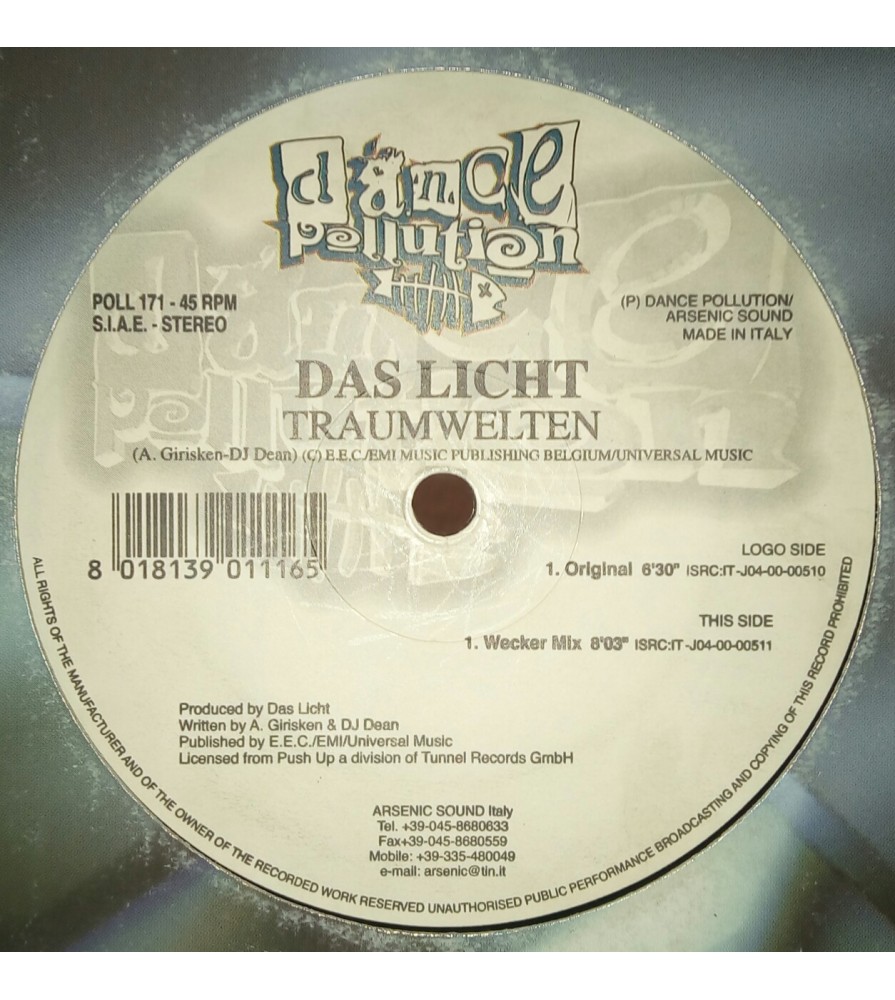 dance
pollution
POLL 171 - 45 RPM
S.I.A.E. - STEREO
(P) DANCE POLLUTION/
ARSENIC SOUND
MADE IN ITALY
DAS LICHT
TRAUMWELTEN
(A. Girisken-DJ Dean) (C) E.E.C./EMI MUSIC PUBLISHING BELGIUM/UNIVERSAL MUSIC
8 018139 011165
LOGO SIDE
1. Original 6'30" ISRC:IT-J04-00-00510
THIS SIDE
1. Wecker Mix 8'03" ISRC:IT-J04-00-00511
Produced by Das Licht
Written by A. Girisken & DJ Dean
Published by E.E.C./EMI/Universal Music
Licensed from Push Up a division of Tunnel Records GmbH
ARSENIC SOUND Italy
Tel. +39-045-8680633
Fax+39-045-8680559
Mobile: +39-335-480049
e-mail: arsenic@tin.it
ALL RIGHTS OF THE MANUFACTURER AND OF THE OWNER OF THE RECORDED WORK RESERVED UNAUTHORISED PUBLIC PERFORMANCE BROADCASTING AND COPYING OF THIS RECORD PROHIBITED